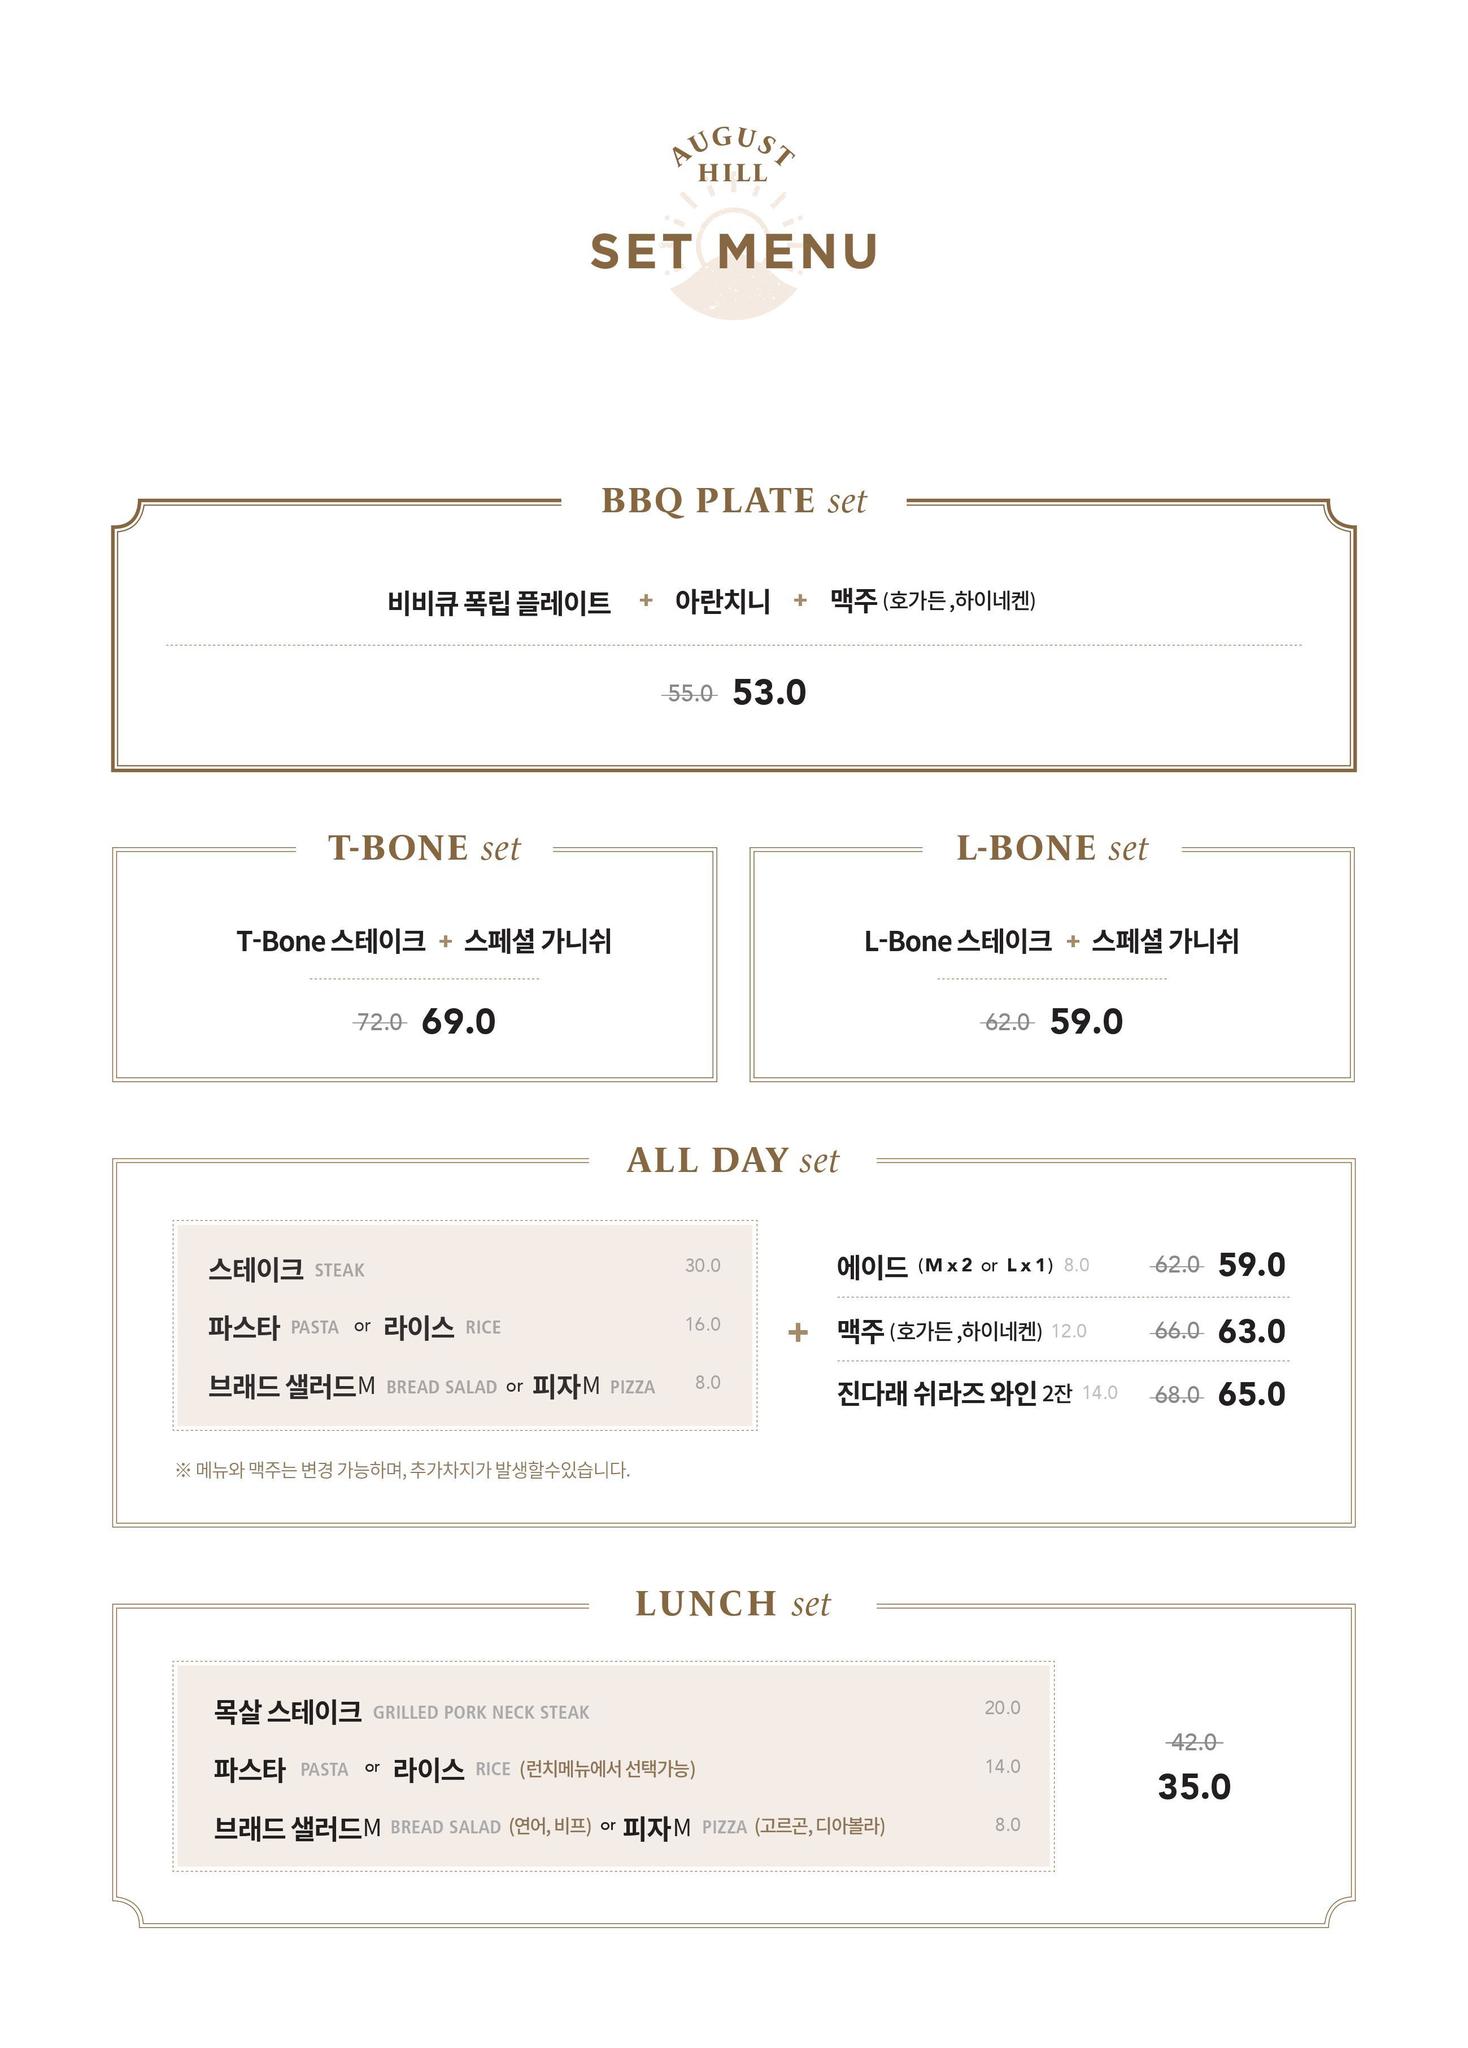 AUGUST
HILL
SET MENU
BBQ PLATE set
비비큐 폭립 플레이트 + 아란치니 + 맥주 (호가든 ,하이네켄)
55.0 53.0
T-BONE set
T-Bone 스테이크 + 스페셜 가니쉬
72.0 69.0
L-BONE set
L-Bone 스테이크 + 스페셜 가니쉬
62.0 59.0
ALL DAY set
스테이크 STEAK 30.0
파스타 PASTA or 라이스 RICE 16.0
브래드 샐러드M BREAD SALAD or 피자M PIZZA 8.0
+
에이드 (M x 2 or L x 1) 8.0 62.0 59.0
맥주 (호가든 ,하이네켄) 12.0 66.0 63.0
진다래 쉬라즈 와인 2잔 14.0 68.0 65.0
※ 메뉴와 맥주는 변경 가능하며, 추가차지가 발생할수있습니다.
LUNCH set
목살 스테이크 GRILLED PORK NECK STEAK 20.0
파스타 PASTA or 라이스 RICE (런치메뉴에서 선택가능) 14.0
브래드 샐러드M BREAD SALAD (연어, 비프) or 피자M PIZZA (고르곤, 디아볼라) 8.0
42.0
35.0